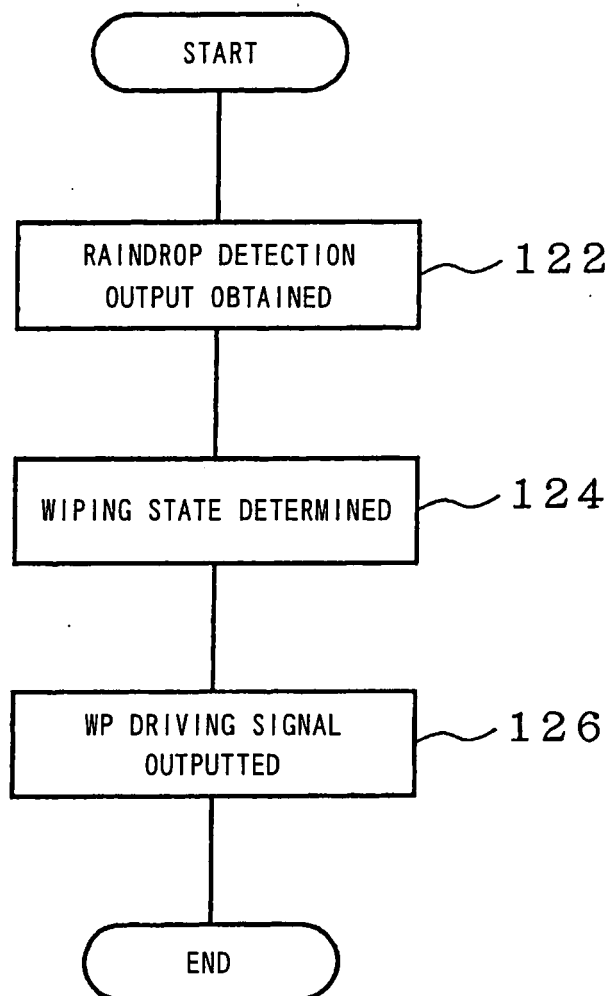 START
RAINDROP DETECTION
OUTPUT OBTAINED
122
WIPING STATE DETERMINED
124
WP DRIVING SIGNAL
OUTPUTTED
126
END